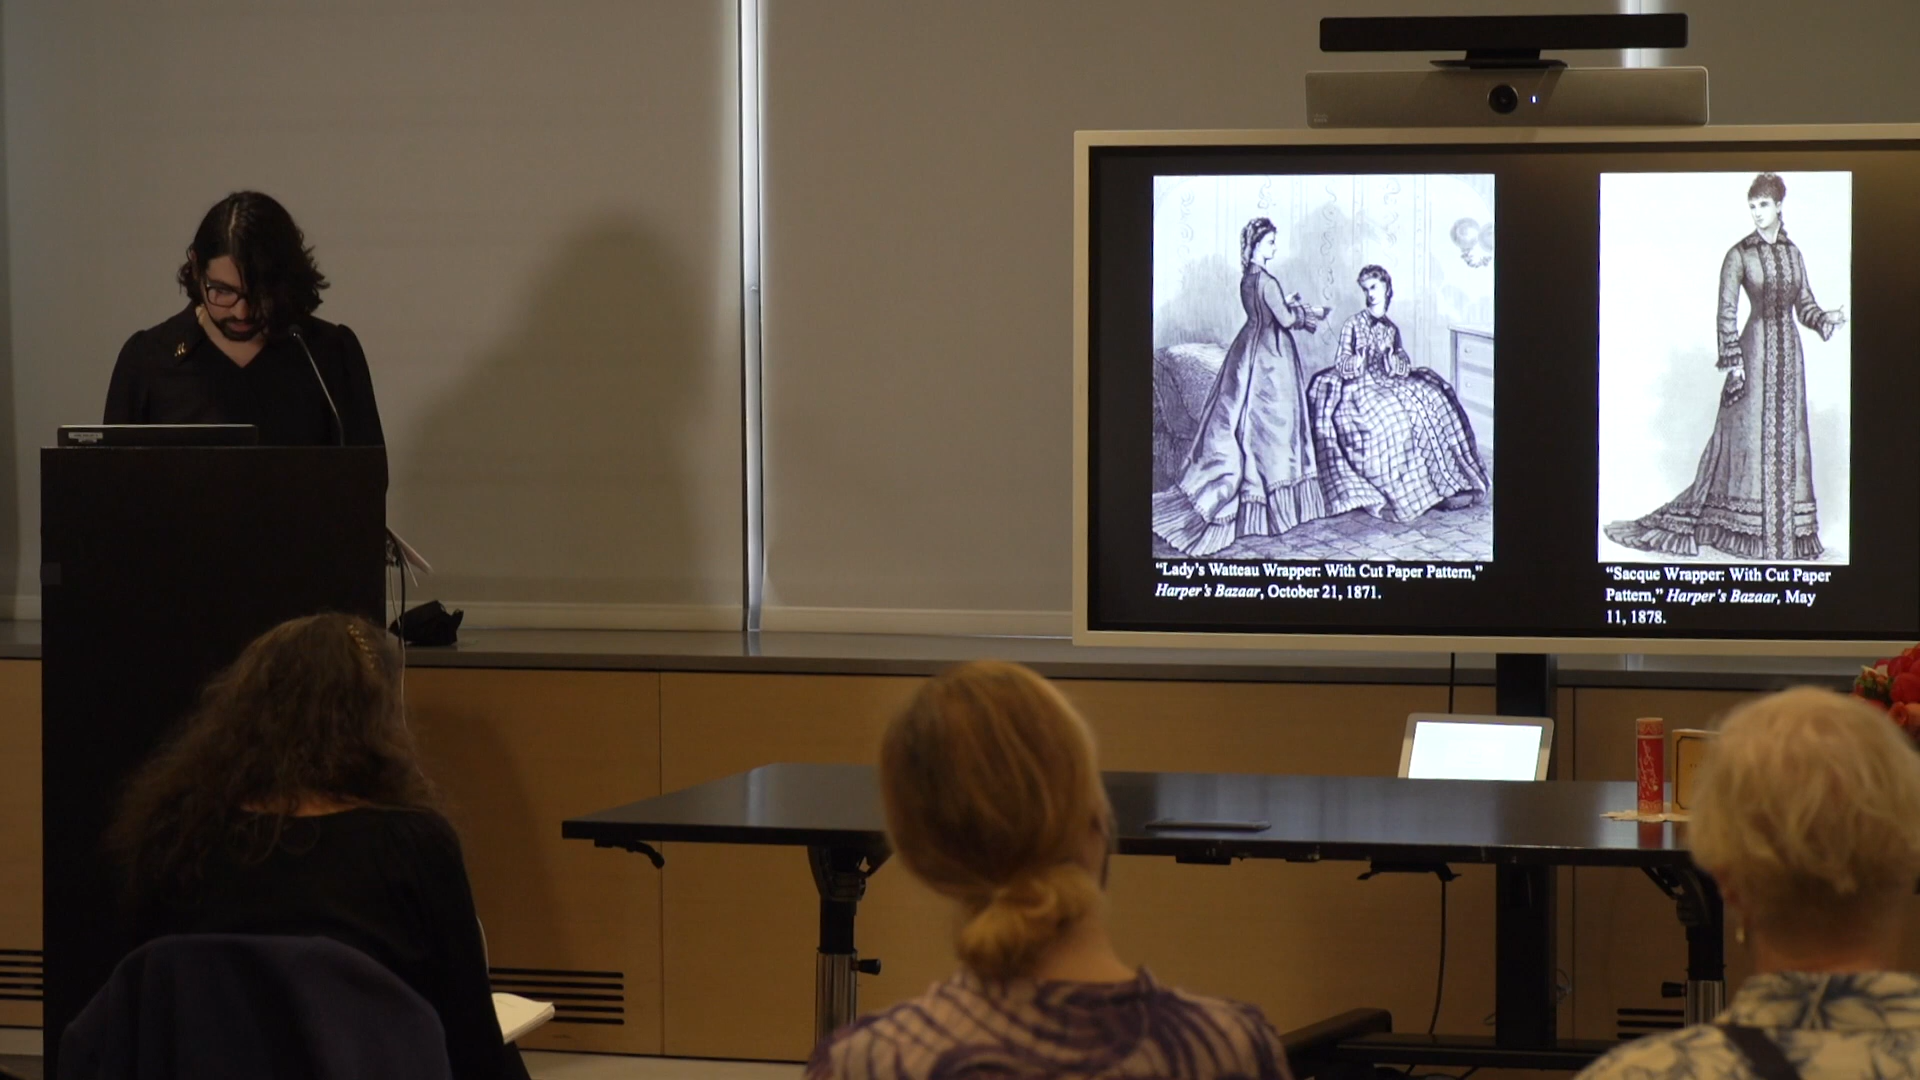 “Lady’s Watteau Wrapper: With Cut Paper Pattern,”
Harper’s Bazaar, October 21, 1871.
“Sacque Wrapper: With Cut Paper
Pattern,” Harper’s Bazaar, May
11, 1878.